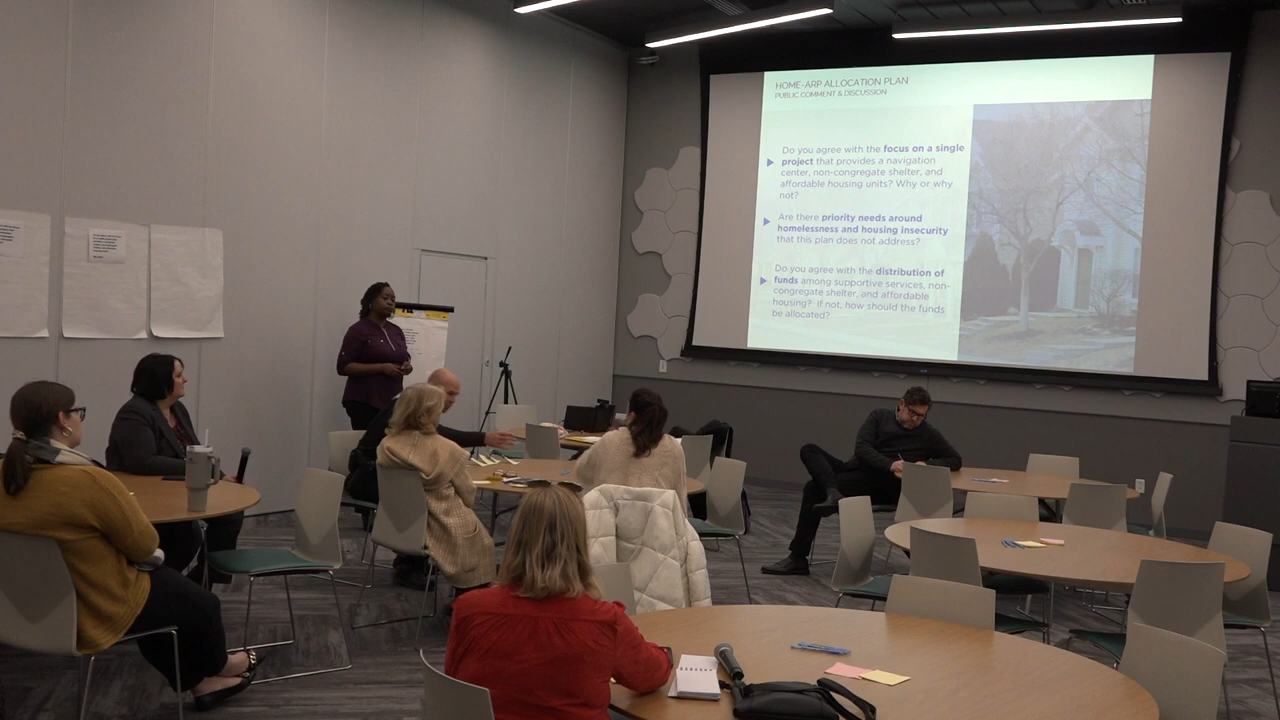 HOME-ARP ALLOCATION PLAN
PUBLIC COMMENT & DISCUSSION
Do you agree with the focus on a single
project that provides a navigation
center, non-congregate shelter, and
affordable housing units? Why or why
not?
Are there priority needs around
homelessness and housing insecurity
that this plan does not address?
Do you agree with the distribution of
funds among supportive services, non-
congregate shelter, and affordable
housing? If not, how should the funds
be allocated?